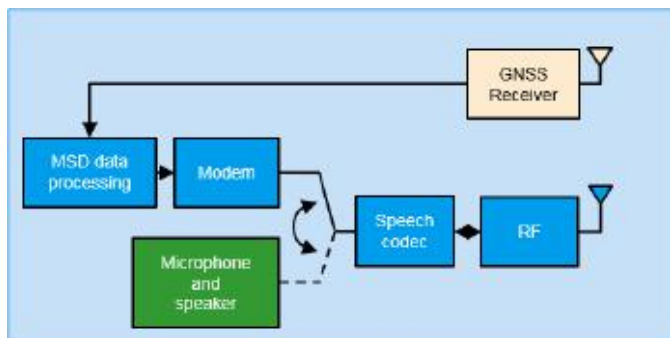 GNSS
Receiver
MSD data
processing
Modem
Speech
codec
RF
Microphone
and
speaker